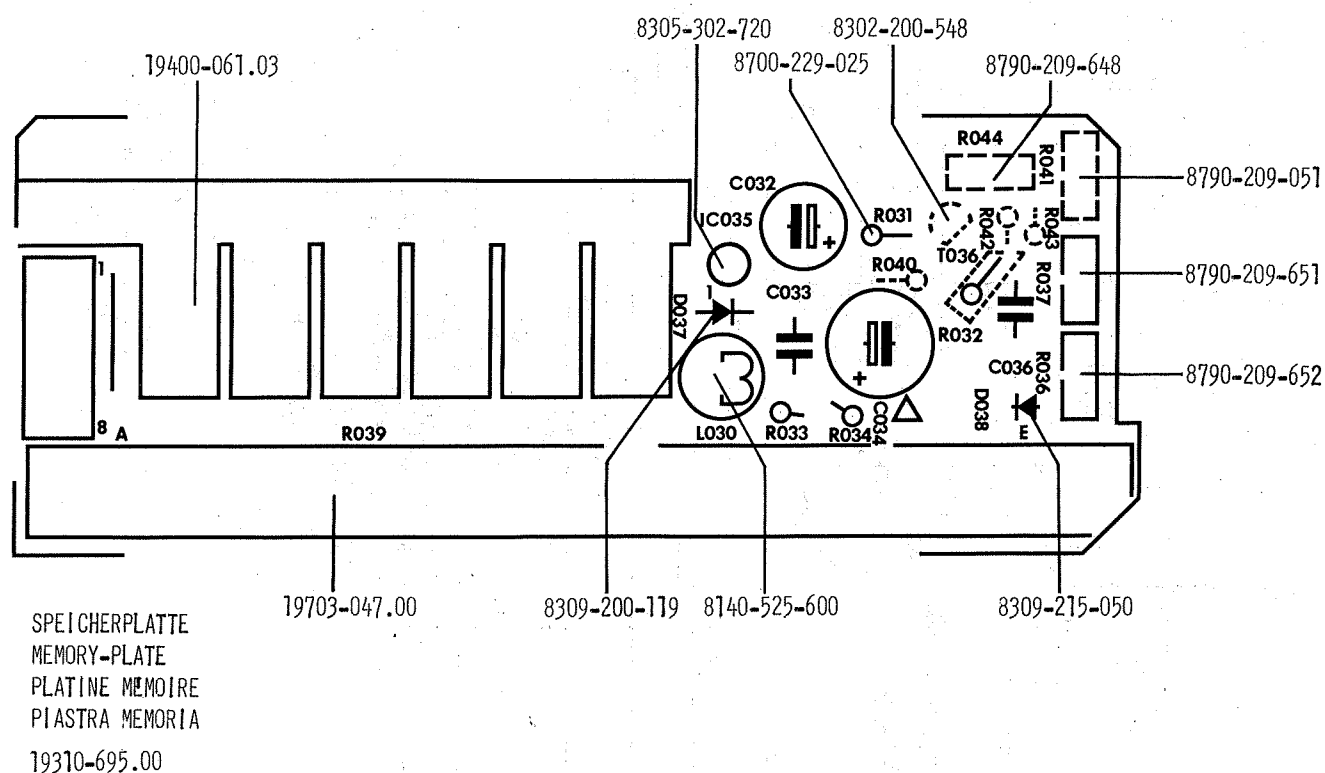 8305-302-720
8302-200-548
19400-061.03
8700-229-025
8790-209-648
R044
R041
C032
8790-209-051
IC035
R031
R042
R043
T036
+
R040
R037
8790-209-651
1
1
D037
C033
R032
C036
R036
8790-209-652
+
D038
8
A
R039
L030
R033
R034
C034
E
19703-047.00
8309-200-119
8140-525-600
8309-215-050
SPEICHERPLATTE
MEMORY-PLATE
PLATINE MEMOIRE
PIASTRA MEMORIA
19310-695.00